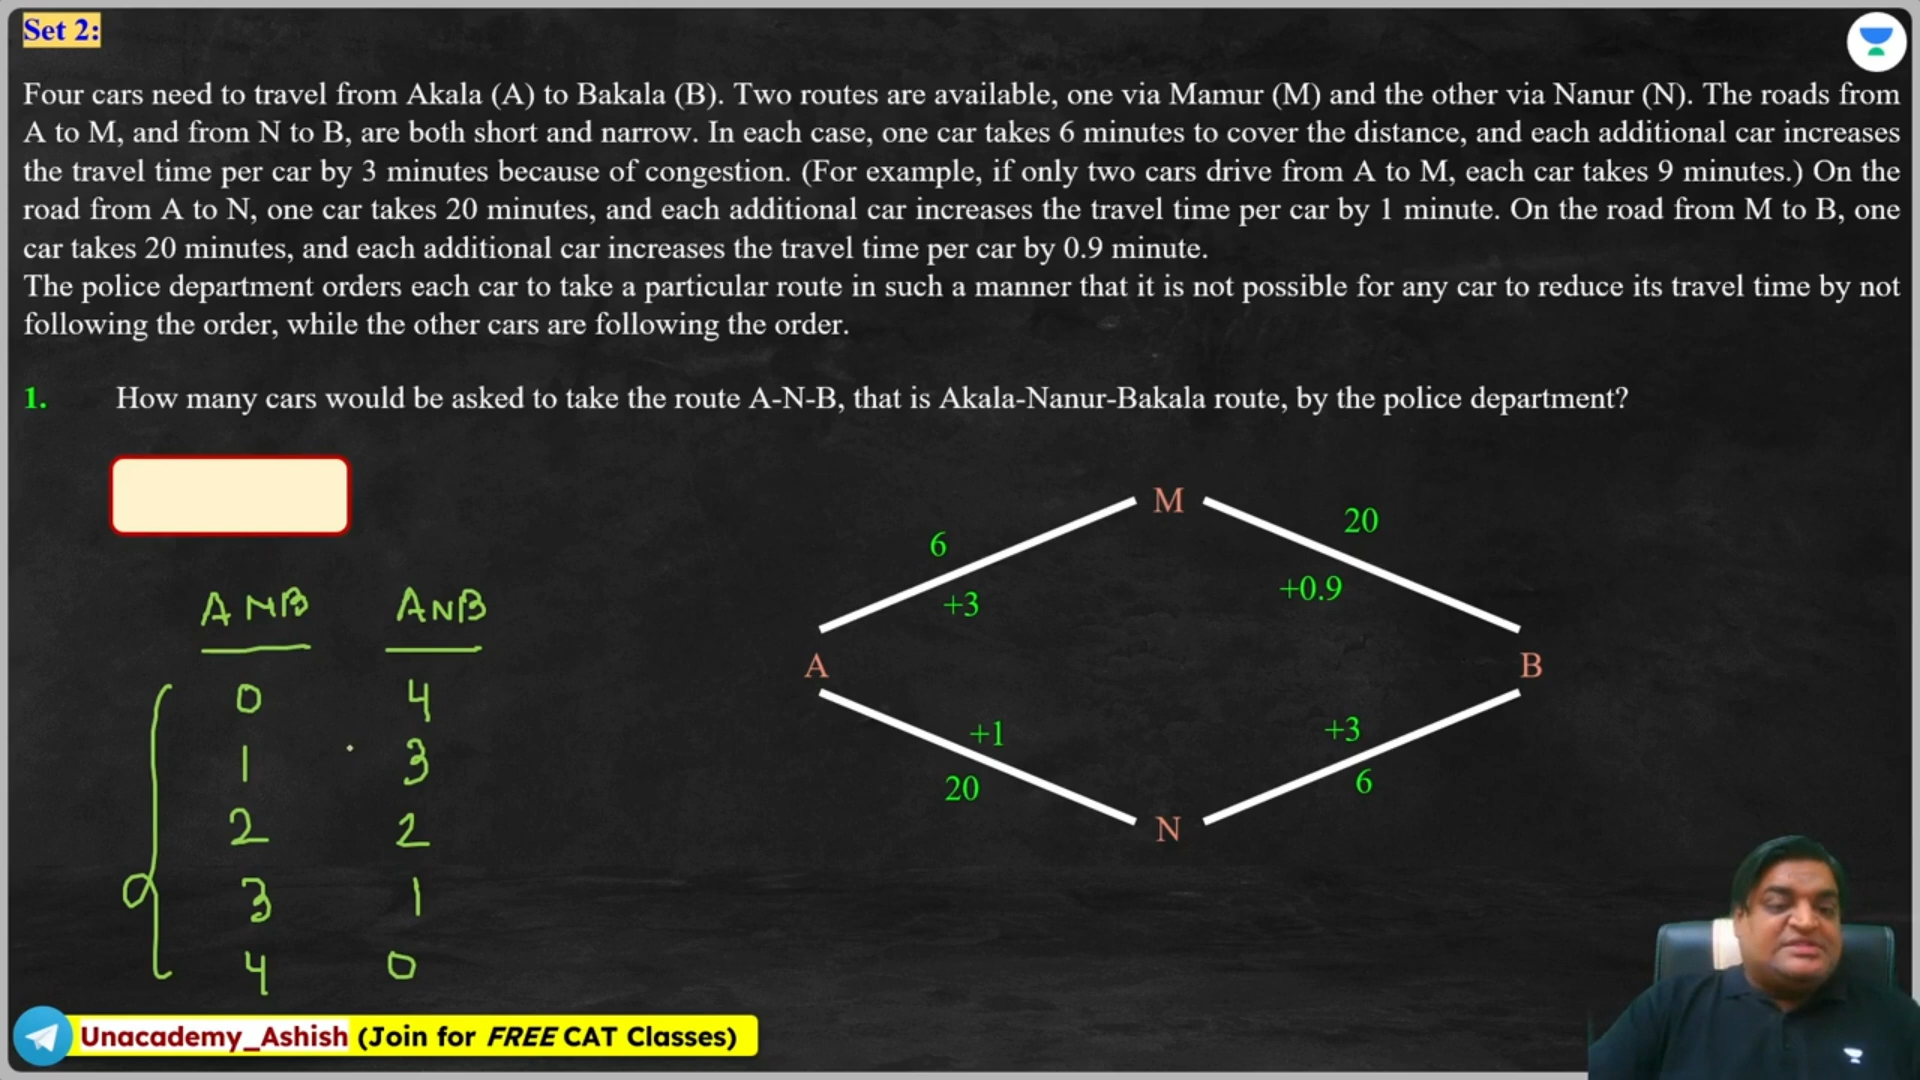 Set 2:
Four cars need to travel from Akala (A) to Bakala (B). Two routes are available, one via Mamur (M) and the other via Nanur (N). The roads from
A to M, and from N to B, are both short and narrow. In each case, one car takes 6 minutes to cover the distance, and each additional car increases
the travel time per car by 3 minutes because of congestion. (For example, if only two cars drive from A to M, each car takes 9 minutes.) On the
road from A to N, one car takes 20 minutes, and each additional car increases the travel time per car by 1 minute. On the road from M to B, one
car takes 20 minutes, and each additional car increases the travel time per car by 0.9 minute.
The police department orders each car to take a particular route in such a manner that it is not possible for any car to reduce its travel time by not
following the order, while the other cars are following the order.
1. How many cars would be asked to take the route A-N-B, that is Akala-Nanur-Bakala route, by the police department?
M
6
20
+3
+0.9
A
B
+1
+3
20
6
N
AMB ANB
0 4
1 3
2 2
3 1
4 0
Unacademy_Ashish (Join for FREE CAT Classes)